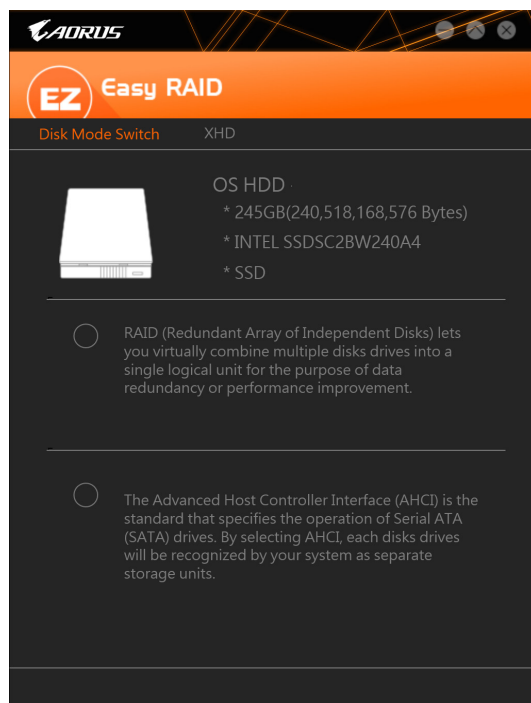 AORUS
EZ Easy RAID
Disk Mode Switch XHD
OS HDD
* 245GB(240,518,168,576 Bytes)
* INTEL SSDSC2BW240A4
* SSD
RAID (Redundant Array of Independent Disks) lets
you virtually combine multiple disks drives into a
single logical unit for the purpose of data
redundancy or performance improvement.
The Advanced Host Controller Interface (AHCI) is the
standard that specifies the operation of Serial ATA
(SATA) drives. By selecting AHCI, each disks drives
will be recognized by your system as separate
storage units.